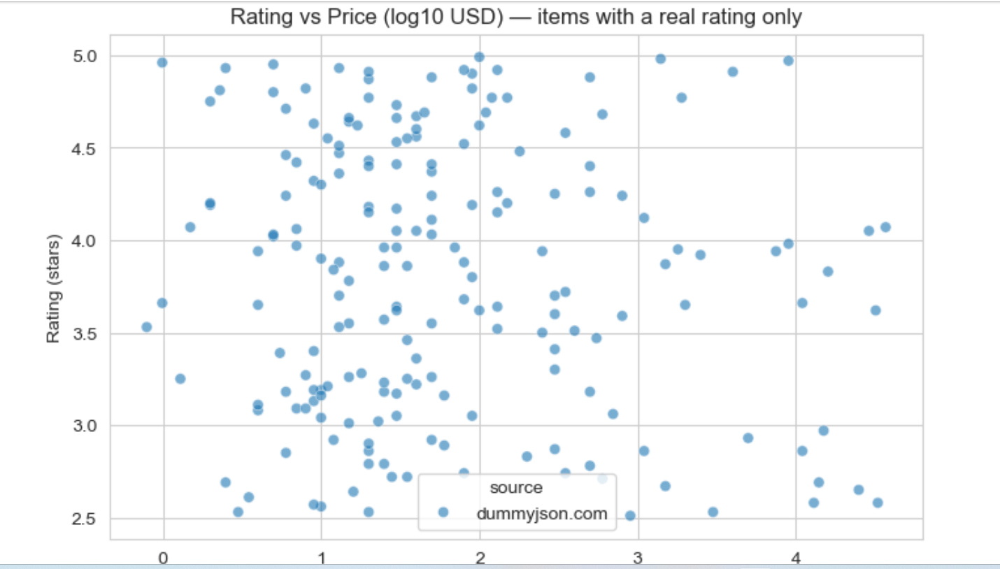 Rating vs Price (log10 USD) — items with a real rating only
Rating (stars)
5.0
4.5
4.0
3.5
3.0
2.5
source
dummyjson.com
0 1 2 3 4